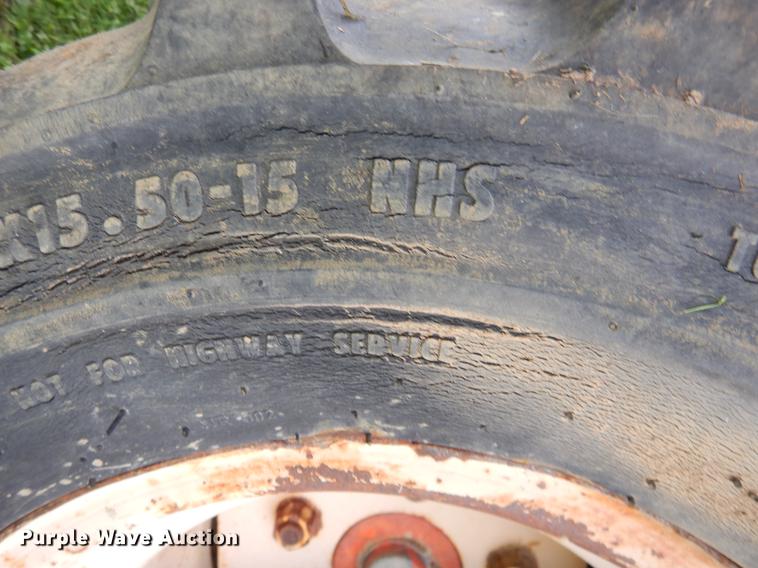 x15.50-15 NHS
NOT FOR HIGHWAY SERVICE
Purple Wave Auction